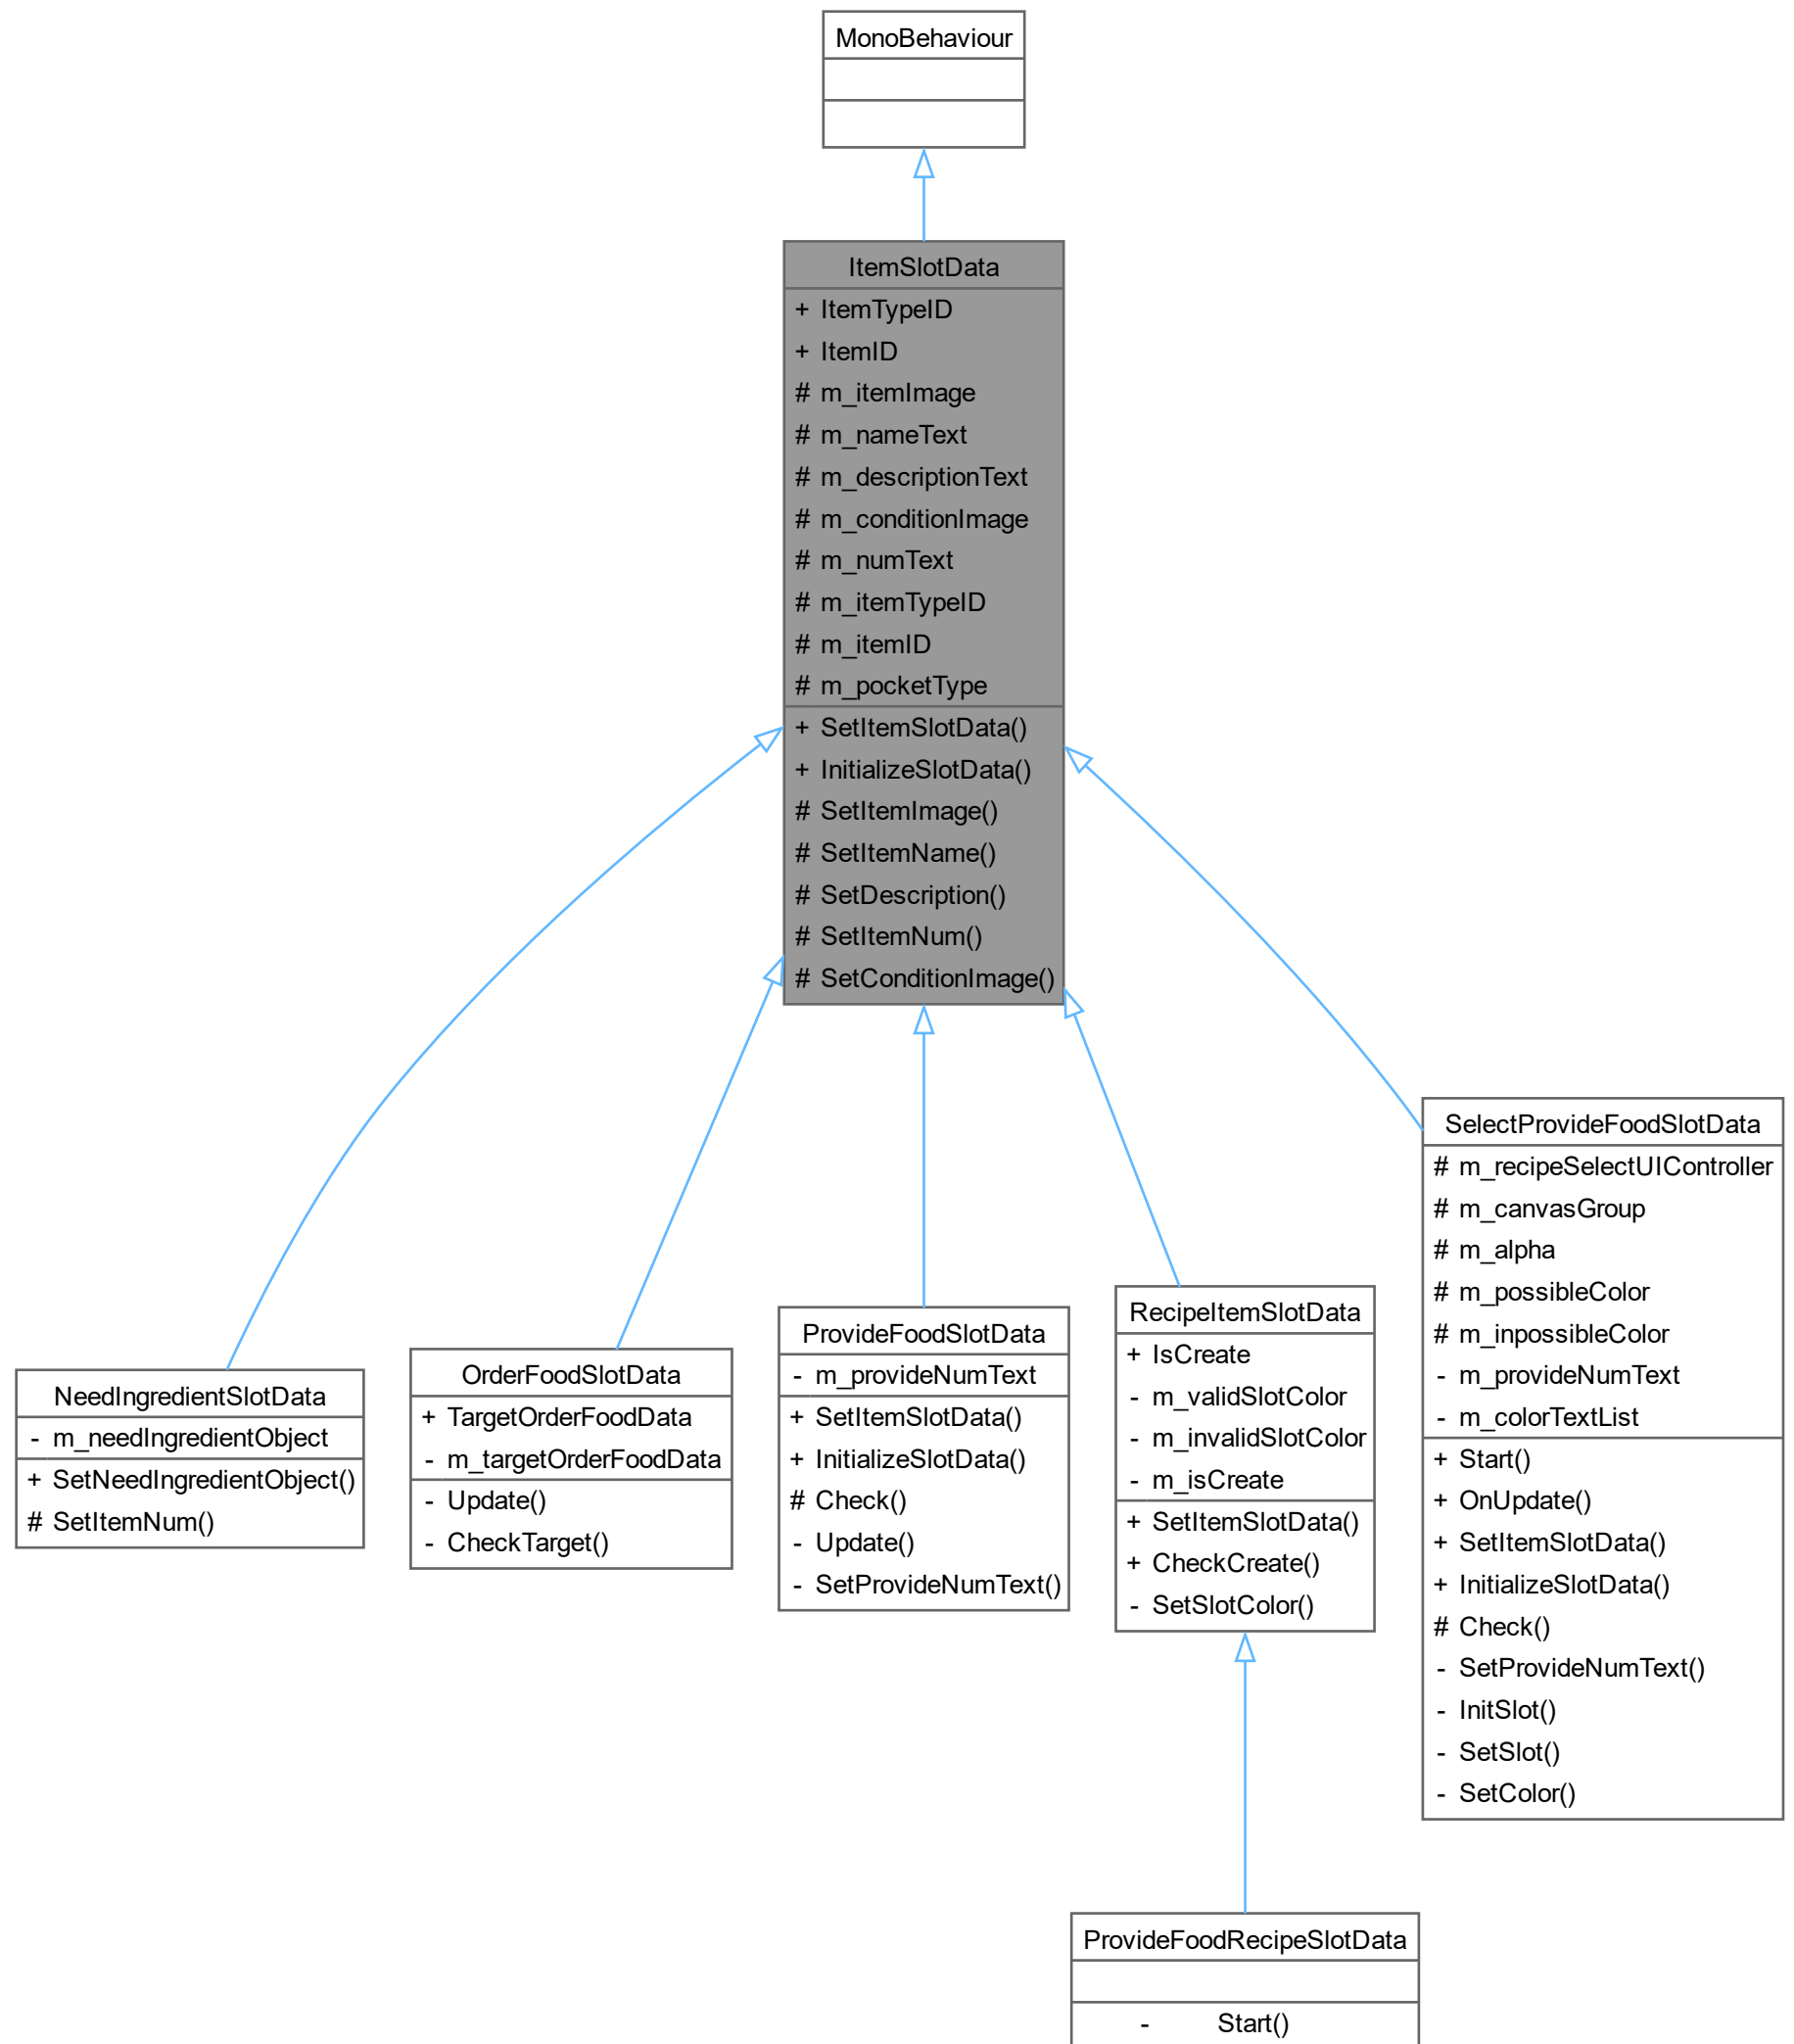 MonoBehaviour
ItemSlotData
+ ItemTypeID
+ ItemID
# m_itemImage
# m_nameText
# m_descriptionText
# m_conditionImage
# m_numText
# m_itemTypeID
# m_itemID
# m_pocketType
+ SetItemSlotData()
+ InitializeSlotData()
# SetItemImage()
# SetItemName()
# SetDescription()
# SetItemNum()
# SetConditionImage()
NeedIngredientSlotData
- m_needIngredientObject
+ SetNeedIngredientObject()
# SetItemNum()
OrderFoodSlotData
+ TargetOrderFoodData
- m_targetOrderFoodData
- Update()
- CheckTarget()
ProvideFoodSlotData
- m_provideNumText
+ SetItemSlotData()
+ InitializeSlotData()
# Check()
- Update()
- SetProvideNumText()
RecipeItemSlotData
+ IsCreate
- m_validSlotColor
- m_invalidSlotColor
- m_isCreate
+ SetItemSlotData()
+ CheckCreate()
- SetSlotColor()
SelectProvideFoodSlotData
# m_recipeSelectUIController
# m_canvasGroup
# m_alpha
# m_possibleColor
# m_inpossibleColor
- m_provideNumText
- m_colorTextList
+ Start()
+ OnUpdate()
+ SetItemSlotData()
+ InitializeSlotData()
# Check()
- SetProvideNumText()
- InitSlot()
- SetSlot()
- SetColor()
ProvideFoodRecipeSlotData
- Start()